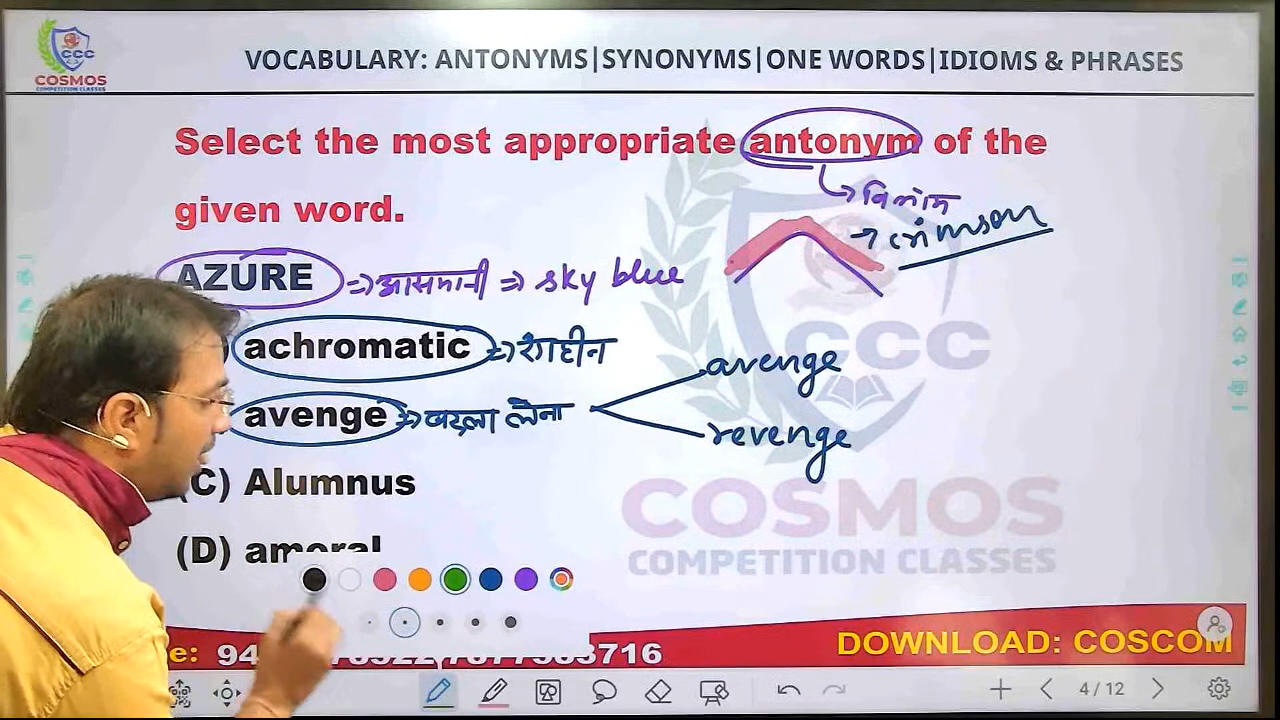 CCC
COSMOS
COMPETITION CLASSES
VOCABULARY: ANTONYMS|SYNONYMS|ONE WORDS|IDIOMS & PHRASES
Select the most appropriate antonym of the
given word.
विलोम
crimson
AZURE ⇒ आसमानी ⇒ sky blue
achromatic ⇒ रंगहीन
avenge ⇒ बदला लेना
avenge
revenge
(C) Alumnus
(D) amoral
CCC
COSMOS
COMPETITION CLASSES
DOWNLOAD: COSCOM
4/12